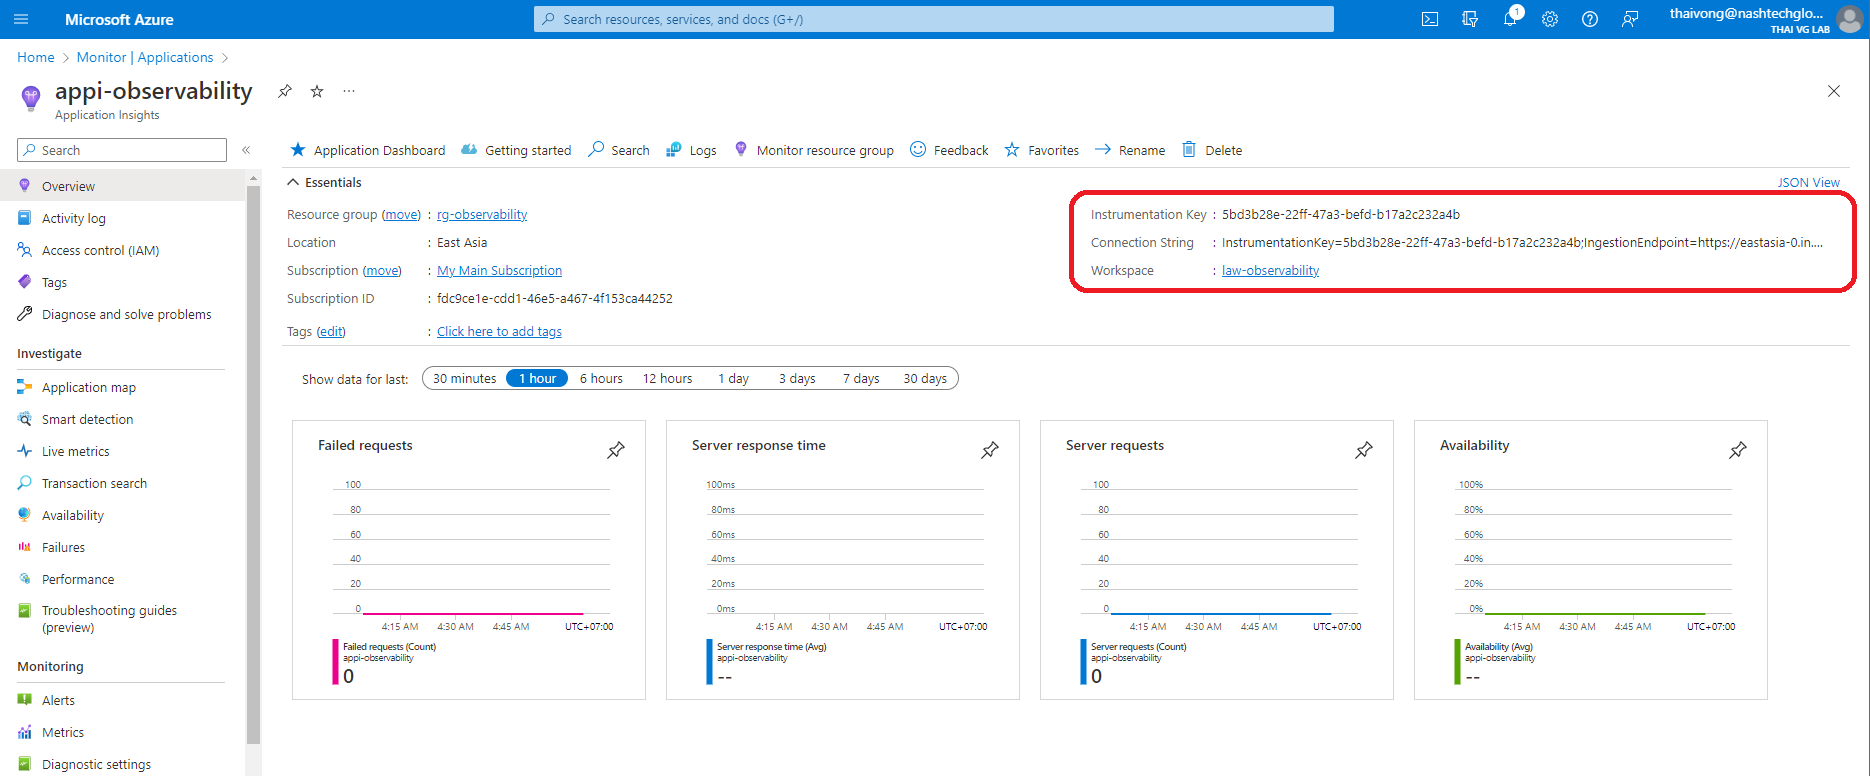 Microsoft Azure
Search resources, services, and docs (G+/)
1
thaivong@nashtechglo...
THAI VG LAB
Home > Monitor | Applications >
appi-observability
...
Application Insights
Search
«
Application Dashboard Getting started Search Logs Monitor resource group Feedback Favorites Rename Delete
Overview
Activity log
Access control (IAM)
Tags
Diagnose and solve problems
Investigate
Application map
Smart detection
Live metrics
Transaction search
Availability
Failures
Performance
Troubleshooting guides
(preview)
Monitoring
Alerts
Metrics
Diagnostic settings
Essentials
JSON View
Resource group (move) : rg-observability
Location : East Asia
Subscription (move) : My Main Subscription
Subscription ID : fdc9ce1e-cdd1-46e5-a467-4f153ca44252
Tags (edit) : Click here to add tags
Instrumentation Key : 5bd3b28e-22ff-47a3-befd-b17a2c232a4b
Connection String : InstrumentationKey=5bd3b28e-22ff-47a3-befd-b17a2c232a4b;IngestionEndpoint=https://eastasia-0.in....
Workspace : law-observability
Show data for last: 30 minutes 1 hour 6 hours 12 hours 1 day 3 days 7 days 30 days
Failed requests
100
80
60
40
20
0
4:15 AM 4:30 AM 4:45 AM UTC+07:00
Failed requests (Count)
appi-observability
0
Server response time
100ms
80ms
60ms
40ms
20ms
0ms
4:15 AM 4:30 AM 4:45 AM UTC+07:00
Server response time (Avg)
appi-observability
--
Server requests
100
80
60
40
20
0
4:15 AM 4:30 AM 4:45 AM UTC+07:00
Server requests (Count)
appi-observability
0
Availability
100%
80%
60%
40%
20%
0%
4:15 AM 4:30 AM 4:45 AM UTC+07:00
Availability (Avg)
appi-observability
--